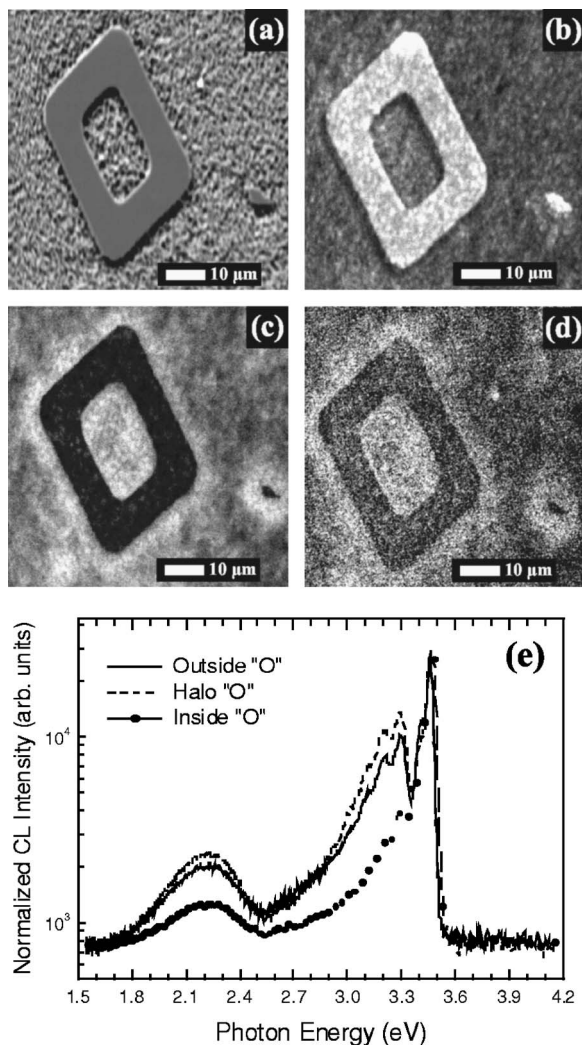 (a)
(b)
10 µm
10 µm
(c)
(d)
10 µm
10 µm
(e)
Outside "O"
Halo "O"
Inside "O"
Normalized CL Intensity (arb. units)
10⁴
10³
1.5 1.8 2.1 2.4 2.7 3.0 3.3 3.6 3.9 4.2
Photon Energy (eV)